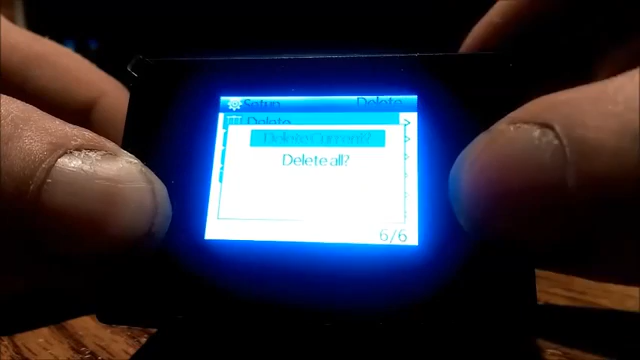 Setup Delete
Delete >
Delete Current?
Delete all?
6/6